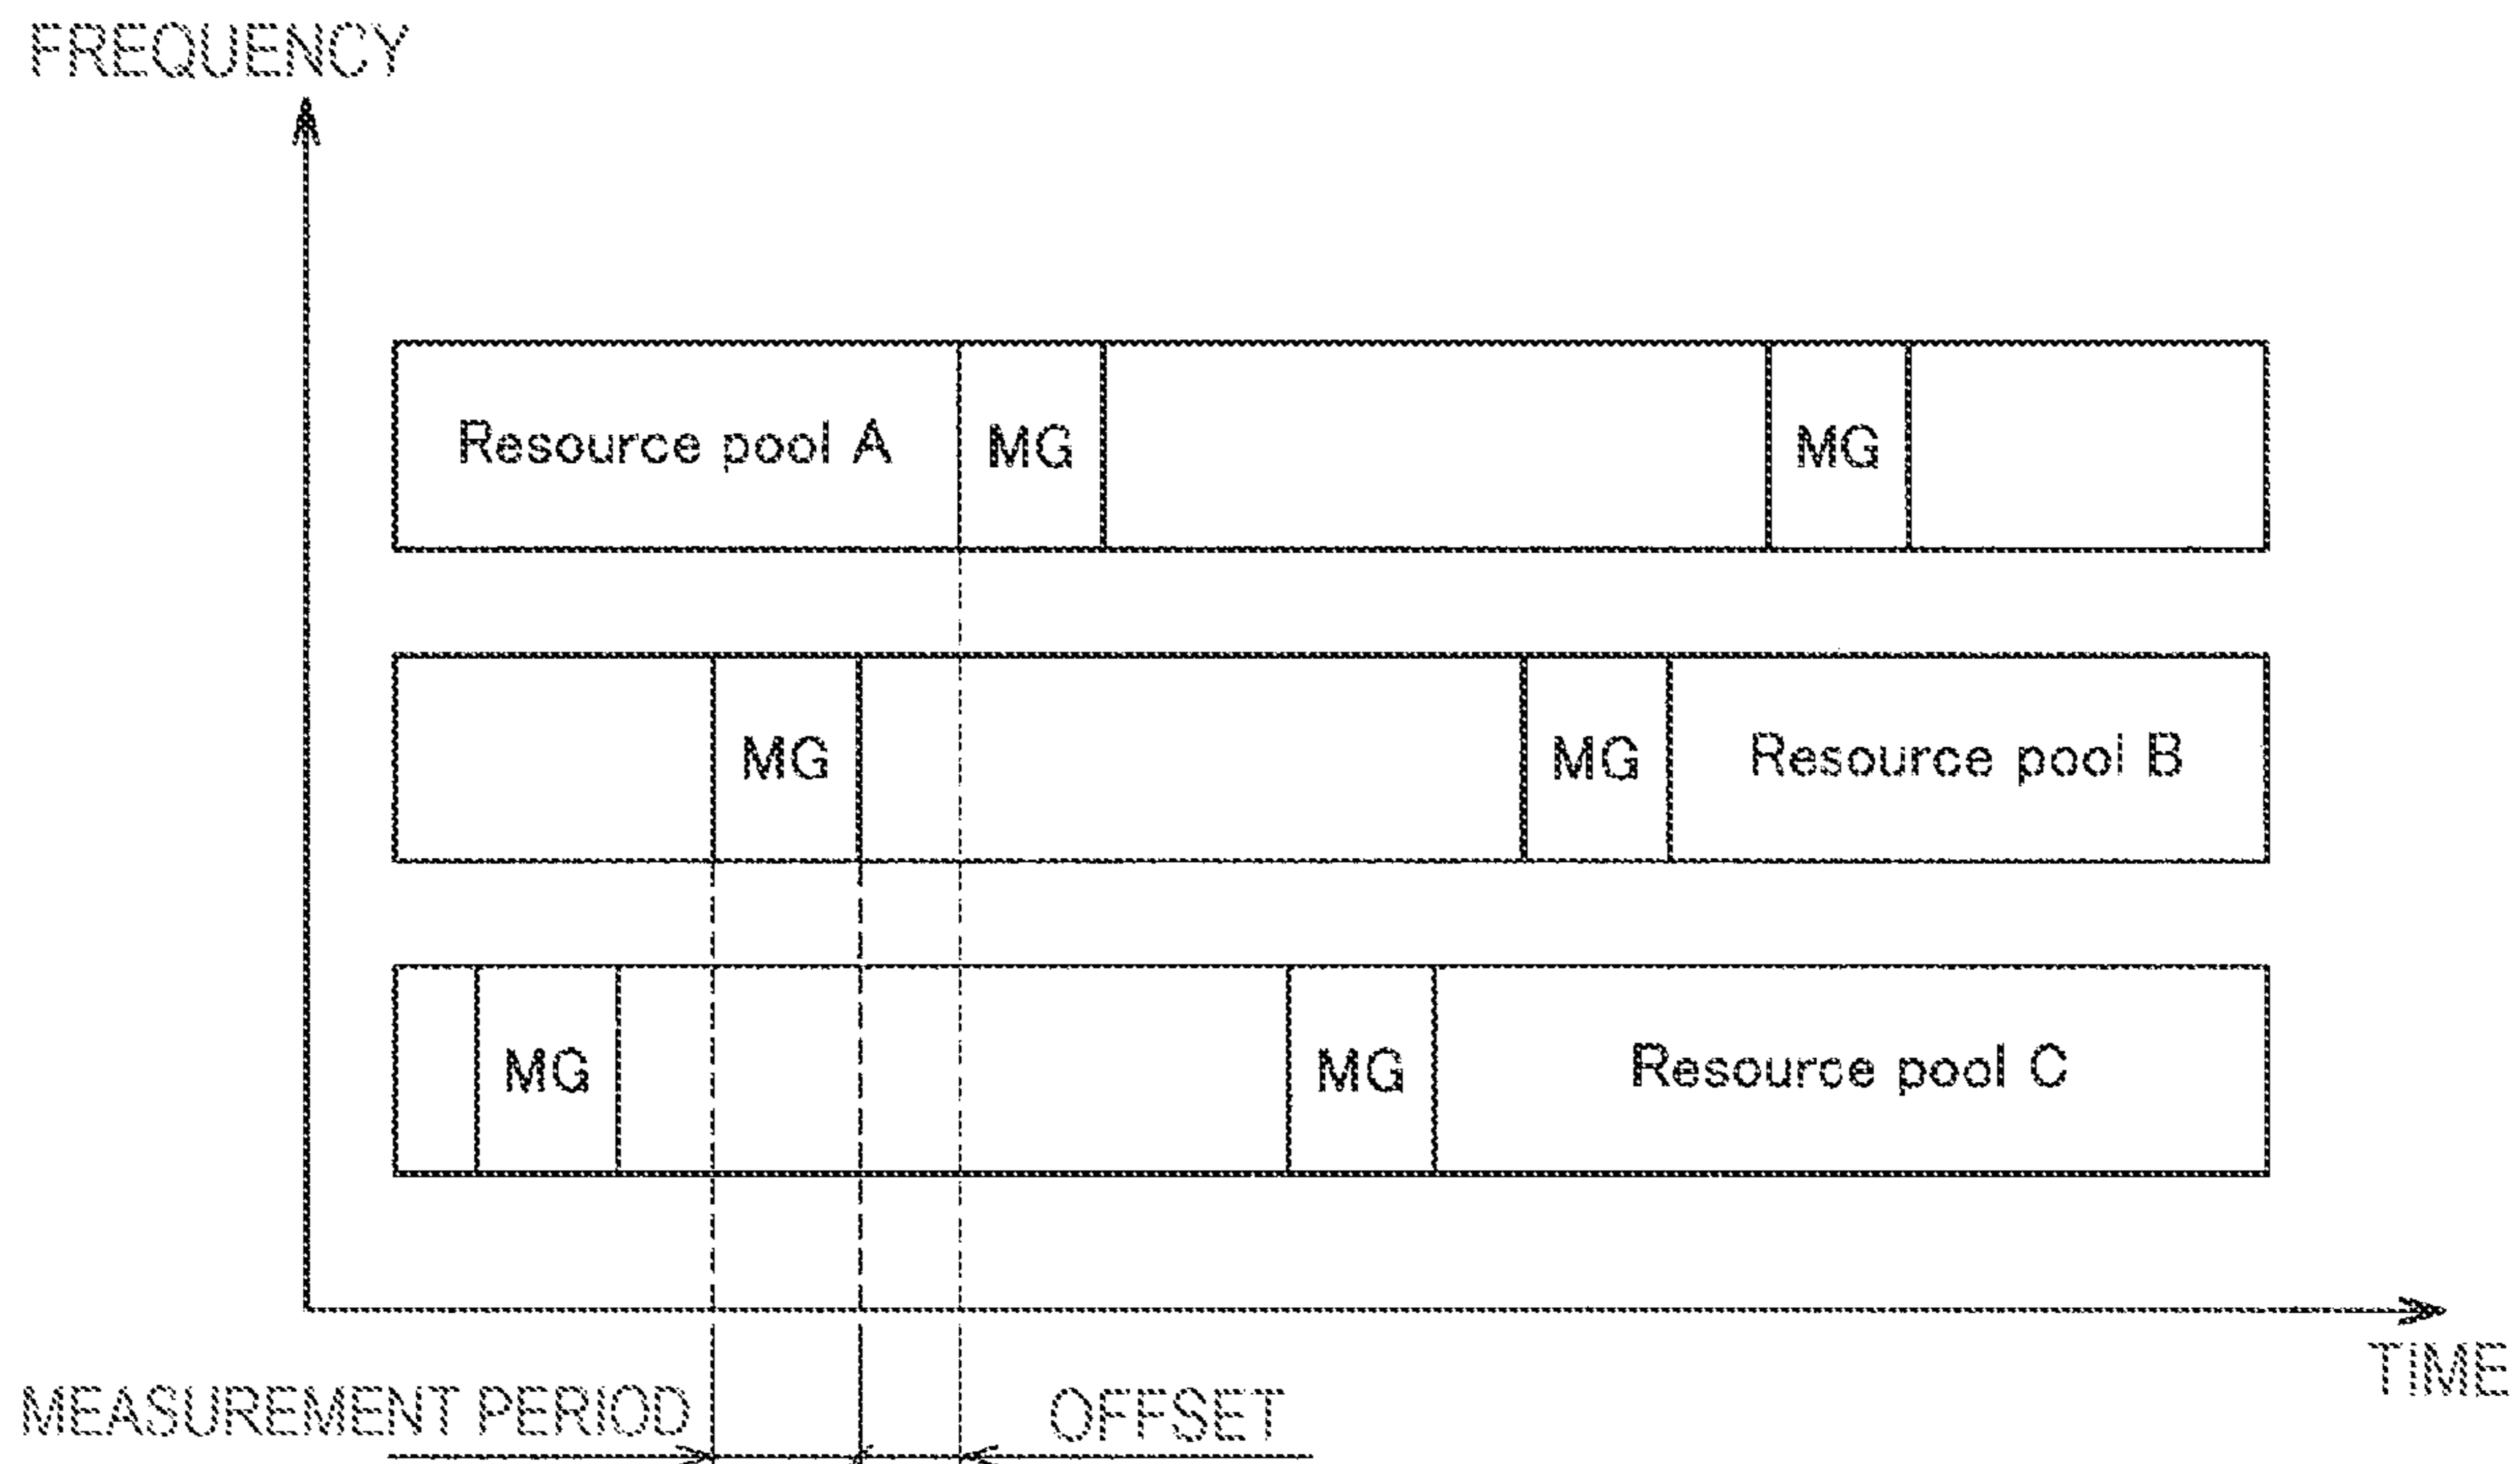 FREQUENCY
Resource pool A MG MG
MG MG Resource pool B
MG MG Resource pool C
TIME
MEASUREMENT PERIOD OFFSET